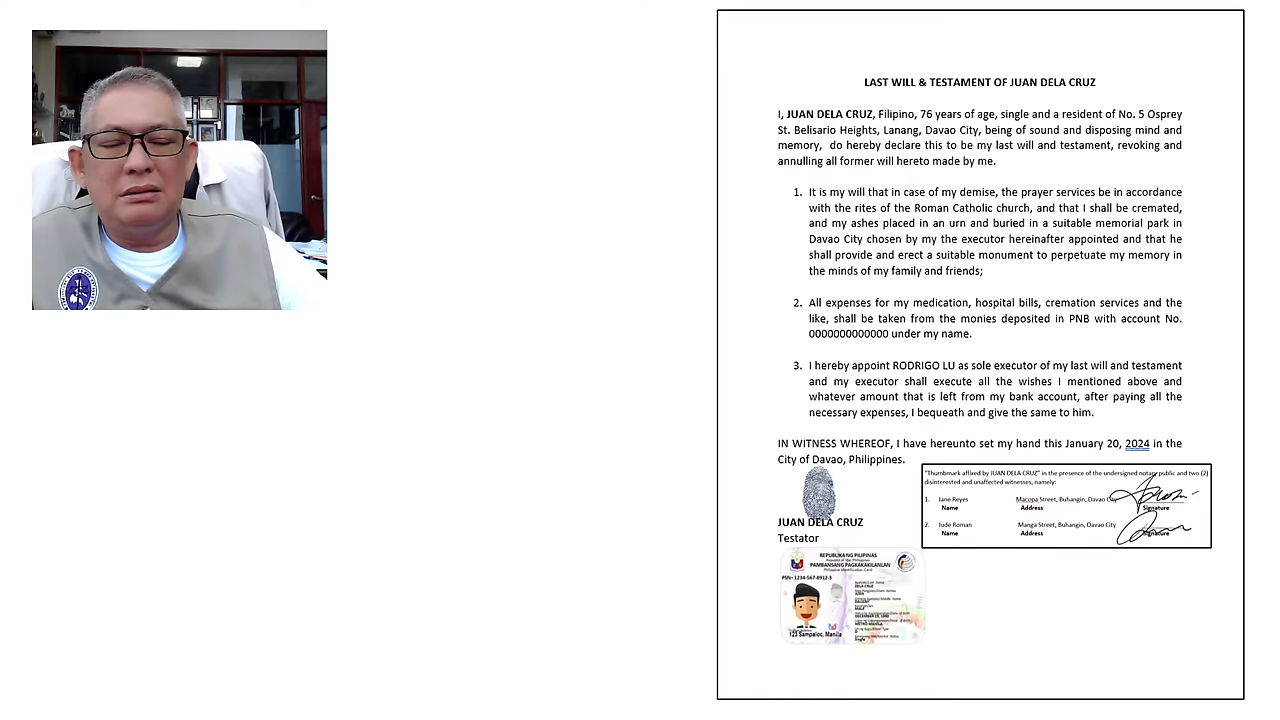 LAST WILL & TESTAMENT OF JUAN DELA CRUZ
I, JUAN DELA CRUZ, Filipino, 76 years of age, single and a resident of No. 5 Osprey
St. Belisario Heights, Lanang, Davao City, being of sound and disposing mind and
memory, do hereby declare this to be my last will and testament, revoking and
annulling all former will hereto made by me.
1. It is my will that in case of my demise, the prayer services be in accordance
with the rites of the Roman Catholic church, and that I shall be cremated,
and my ashes placed in an urn and buried in a suitable memorial park in
Davao City chosen by my the executor hereinafter appointed and that he
shall provide and erect a suitable monument to perpetuate my memory in
the minds of my family and friends;
2. All expenses for my medication, hospital bills, cremation services and the
like, shall be taken from the monies deposited in PNB with account No.
0000000000000 under my name.
3. I hereby appoint RODRIGO LU as sole executor of my last will and testament
and my executor shall execute all the wishes I mentioned above and
whatever amount that is left from my bank account, after paying all the
necessary expenses, I bequeath and give the same to him.
IN WITNESS WHEREOF, I have hereunto set my hand this January 20, 2024 in the
City of Davao, Philippines.
"Thumbmark affixed by JUAN DELA CRUZ" in the presence of the undersigned notary public and two (2)
disinterested and unaffected witnesses, namely:
1. Jane Reyes Macopa Street, Buhangin, Davao City
Name Address Signature
2. Jude Roman Manga Street, Buhangin, Davao City
Name Address Signature
JUAN DELA CRUZ
Testator
REPUBLIKA NG PILIPINAS
Republic of the Philippines
PAMBANSANG PAGKAKAKILANLAN
Philippine Identification Card
PSN- 1234-567-8912-3
DELA CRUZ
JUAN
MALE
METRO MANILA
Single
123 Sampaloc, Manila